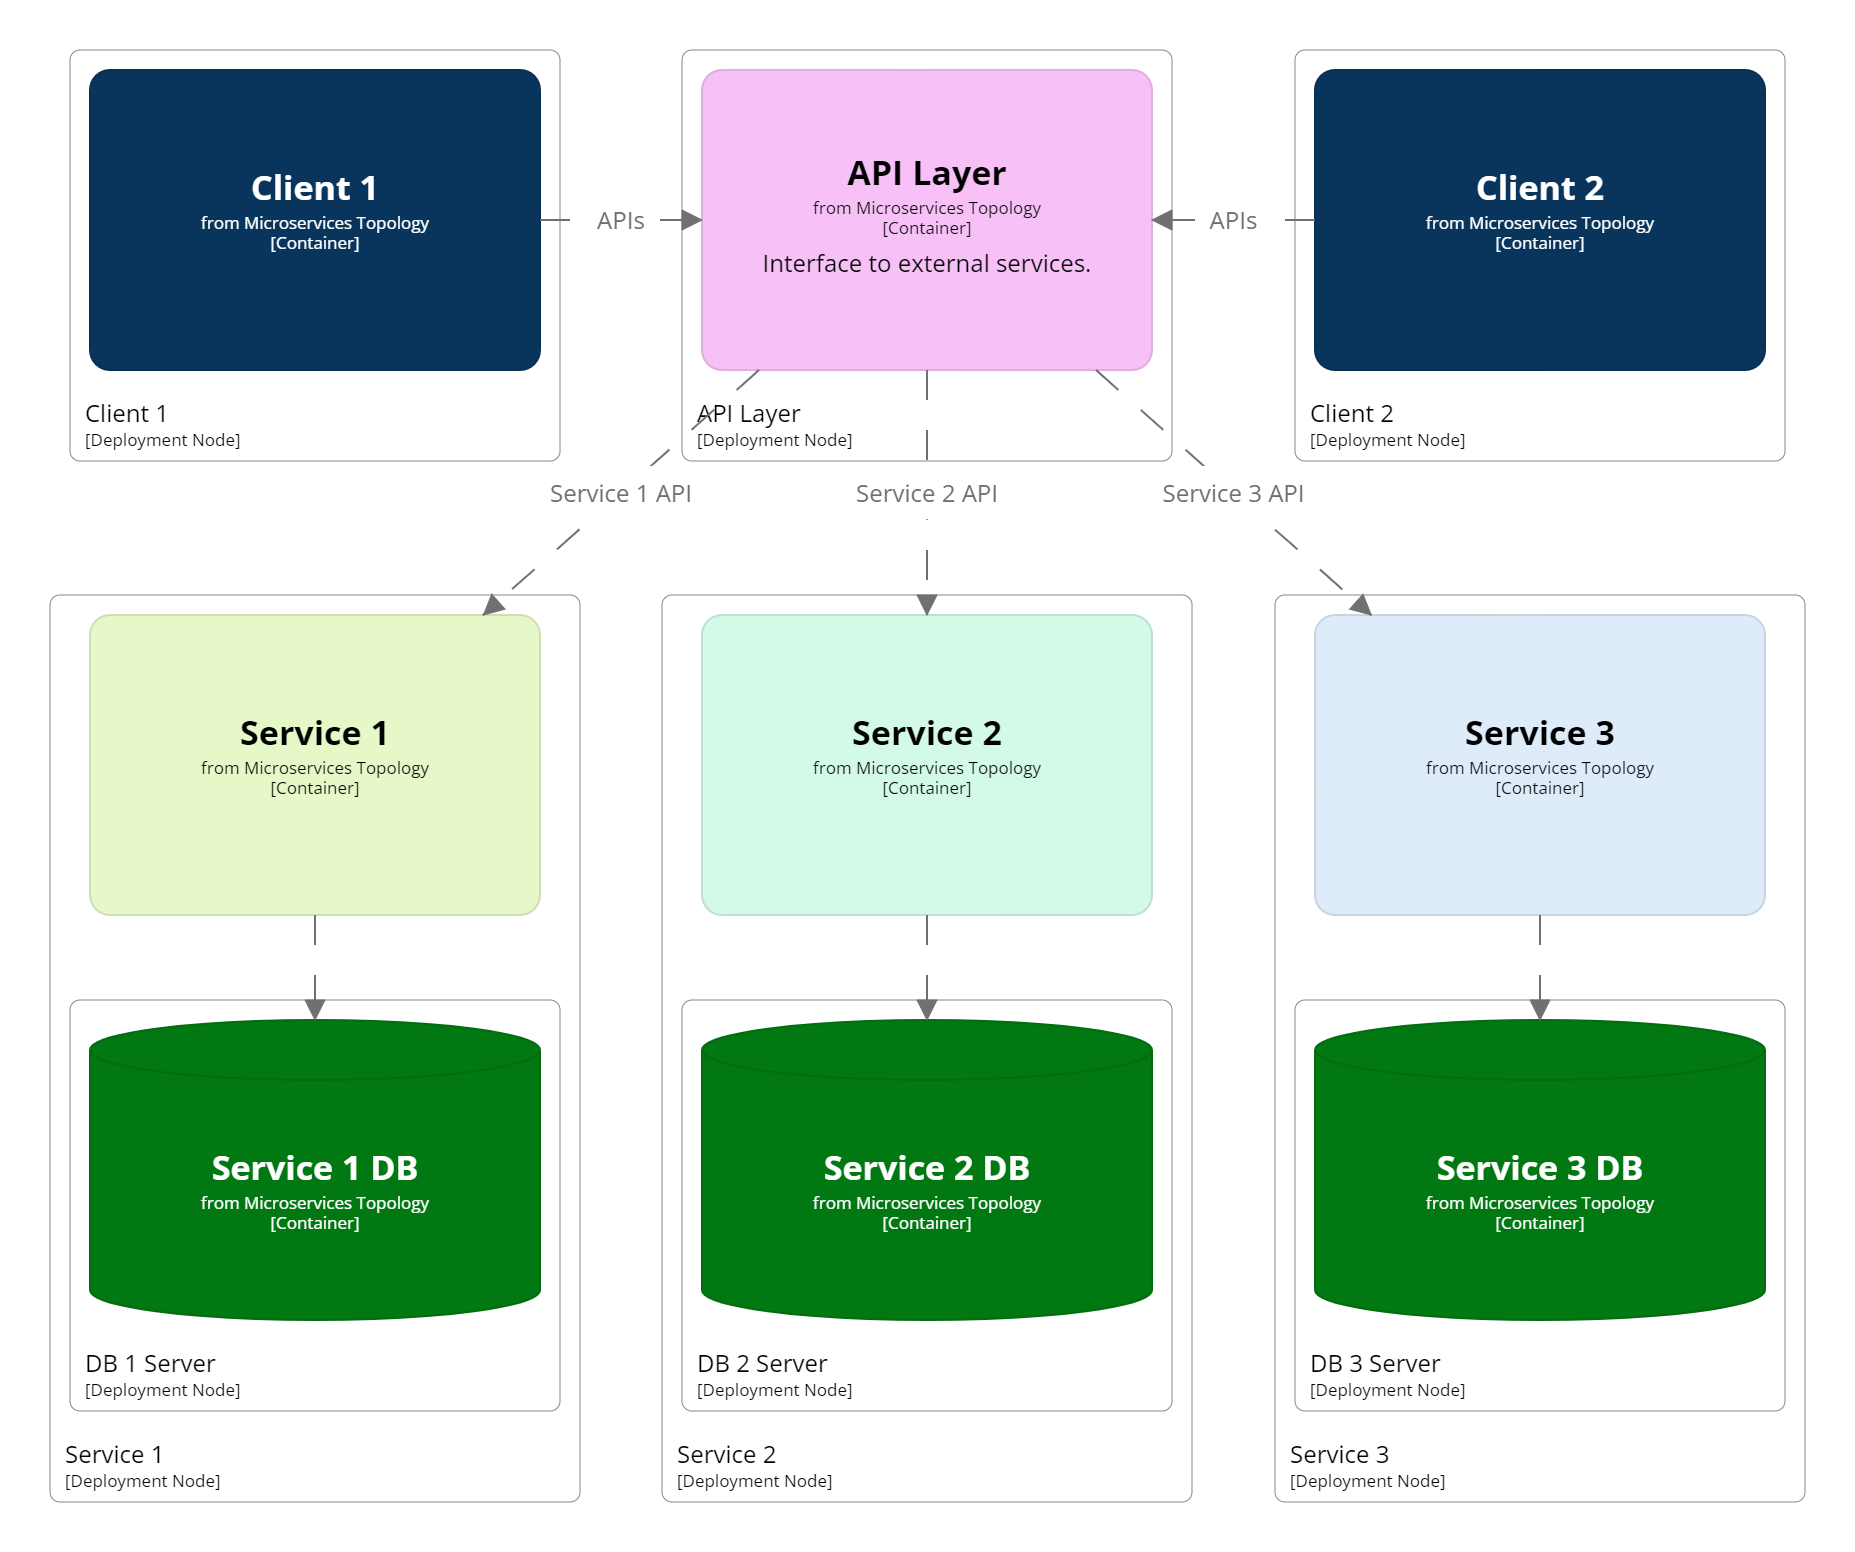 Client 1
from Microservices Topology
[Container]
Client 1
[Deployment Node]
APIs
API Layer
from Microservices Topology
[Container]
Interface to external services.
API Layer
[Deployment Node]
APIs
Client 2
from Microservices Topology
[Container]
Client 2
[Deployment Node]
Service 1 API
Service 2 API
Service 3 API
Service 1
from Microservices Topology
[Container]
Service 1 DB
from Microservices Topology
[Container]
DB 1 Server
[Deployment Node]
Service 1
[Deployment Node]
Service 2
from Microservices Topology
[Container]
Service 2 DB
from Microservices Topology
[Container]
DB 2 Server
[Deployment Node]
Service 2
[Deployment Node]
Service 3
from Microservices Topology
[Container]
Service 3 DB
from Microservices Topology
[Container]
DB 3 Server
[Deployment Node]
Service 3
[Deployment Node]